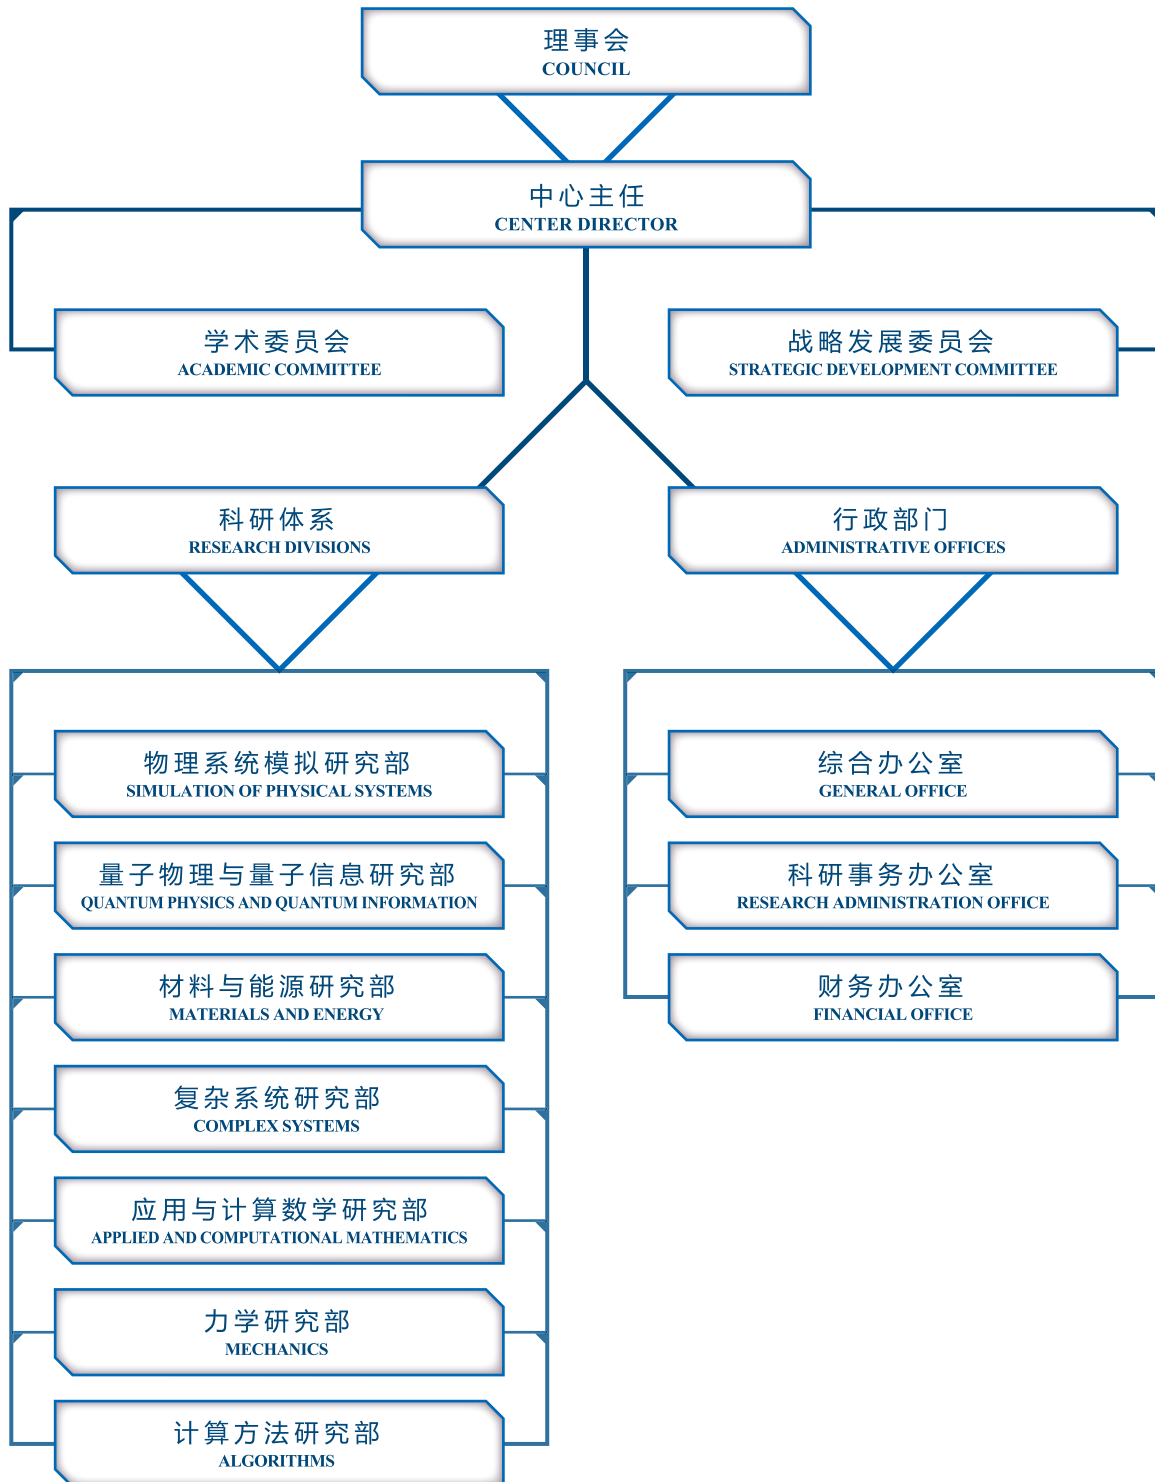 理事会
COUNCIL
中心主任
CENTER DIRECTOR
学术委员会
ACADEMIC COMMITTEE
战略发展委员会
STRATEGIC DEVELOPMENT COMMITTEE
科研体系
RESEARCH DIVISIONS
行政部门
ADMINISTRATIVE OFFICES
物理系统模拟研究部
SIMULATION OF PHYSICAL SYSTEMS
量子物理与量子信息研究部
QUANTUM PHYSICS AND QUANTUM INFORMATION
材料与能源研究部
MATERIALS AND ENERGY
复杂系统研究部
COMPLEX SYSTEMS
应用与计算数学研究部
APPLIED AND COMPUTATIONAL MATHEMATICS
力学研究部
MECHANICS
计算方法研究部
ALGORITHMS
综合办公室
GENERAL OFFICE
科研事务办公室
RESEARCH ADMINISTRATION OFFICE
财务办公室
FINANCIAL OFFICE